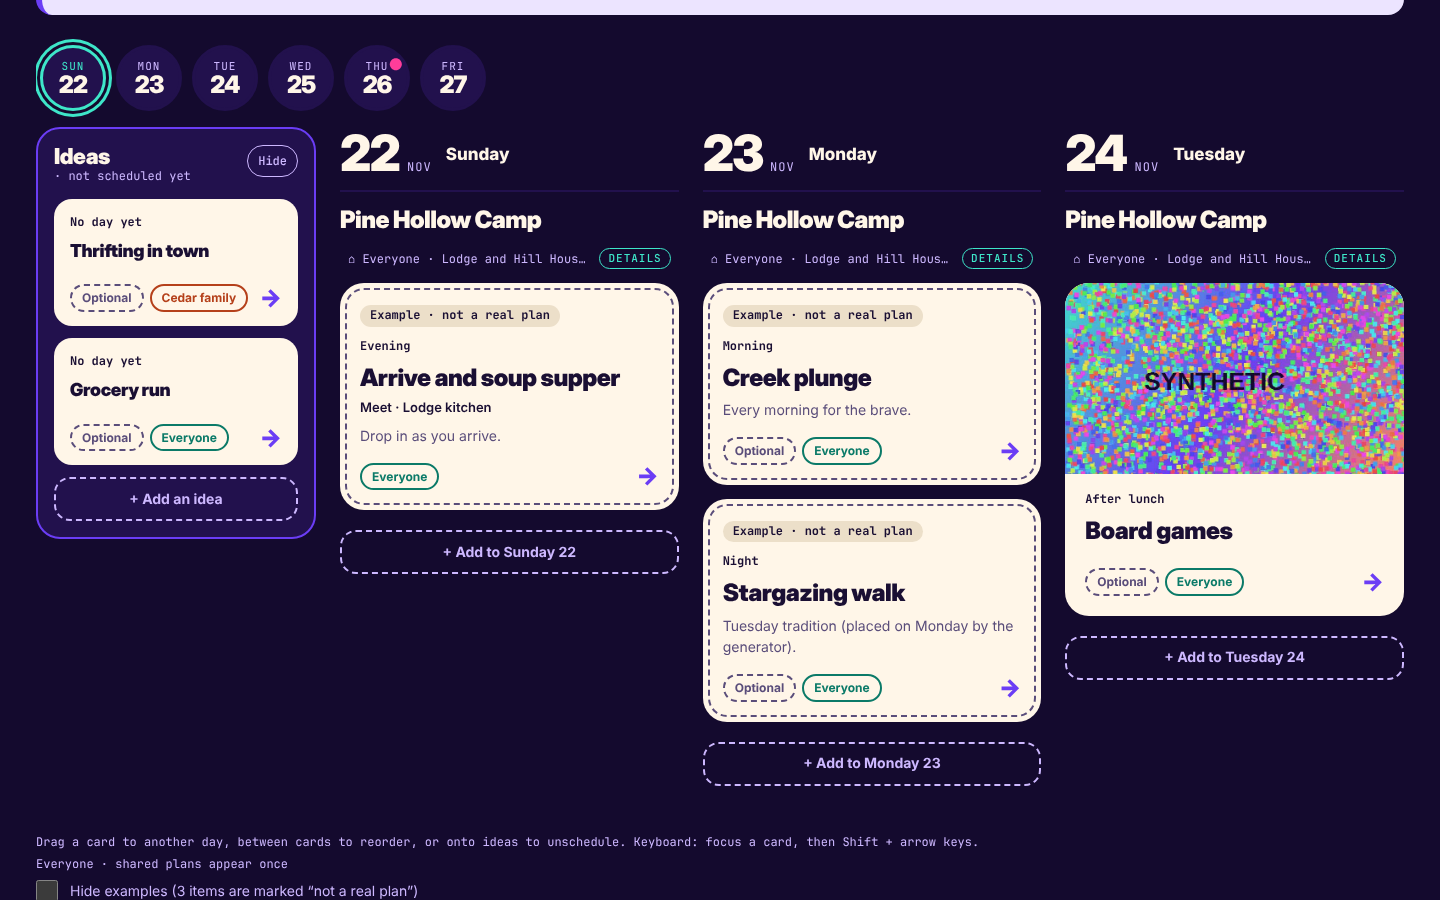 SUN
22
MON
23
TUE
24
WED
25
THU
26
FRI
27
Ideas
· not scheduled yet
Hide
No day yet
Thrifting in town
Optional
Cedar family
No day yet
Grocery run
Optional
Everyone
+ Add an idea
22 NOV Sunday
Pine Hollow Camp
⌂ Everyone · Lodge and Hill Hous… DETAILS
Example · not a real plan
Evening
Arrive and soup supper
Meet · Lodge kitchen
Drop in as you arrive.
Everyone
+ Add to Sunday 22
23 NOV Monday
Pine Hollow Camp
⌂ Everyone · Lodge and Hill Hous… DETAILS
Example · not a real plan
Morning
Creek plunge
Every morning for the brave.
Optional
Everyone
Example · not a real plan
Night
Stargazing walk
Tuesday tradition (placed on Monday by the
generator).
Optional
Everyone
+ Add to Monday 23
24 NOV Tuesday
Pine Hollow Camp
⌂ Everyone · Lodge and Hill Hous… DETAILS
SYNTHETIC
After lunch
Board games
Optional
Everyone
+ Add to Tuesday 24
Drag a card to another day, between cards to reorder, or onto ideas to unschedule. Keyboard: focus a card, then Shift + arrow keys.
Everyone · shared plans appear once
Hide examples (3 items are marked “not a real plan”)